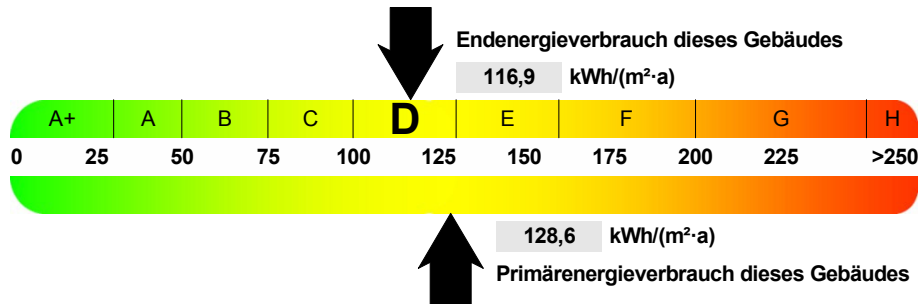 Endenergieverbrauch dieses Gebäudes
116,9 kWh/(m²·a)
A+ A B C D E F G H
0 25 50 75 100 125 150 175 200 225 >250
128,6 kWh/(m²·a)
Primärenergieverbrauch dieses Gebäudes